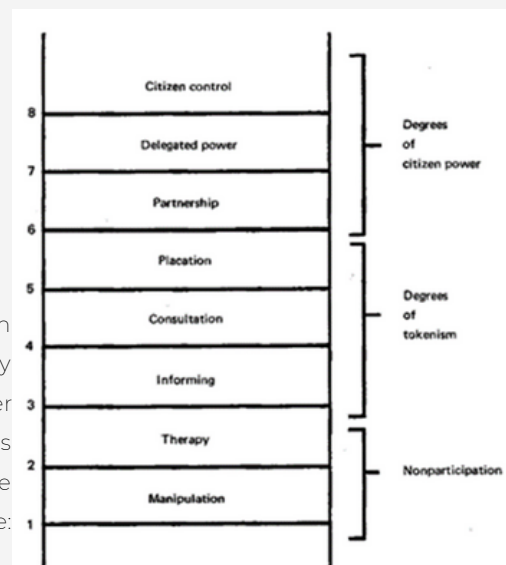 Citizen control
8
Delegated power
7
Partnership
6
Placation
5
Consultation
4
Informing
3
Therapy
2
Manipulation
1
Degrees
of
citizen power
Degrees
of
tokenism
Nonparticipation